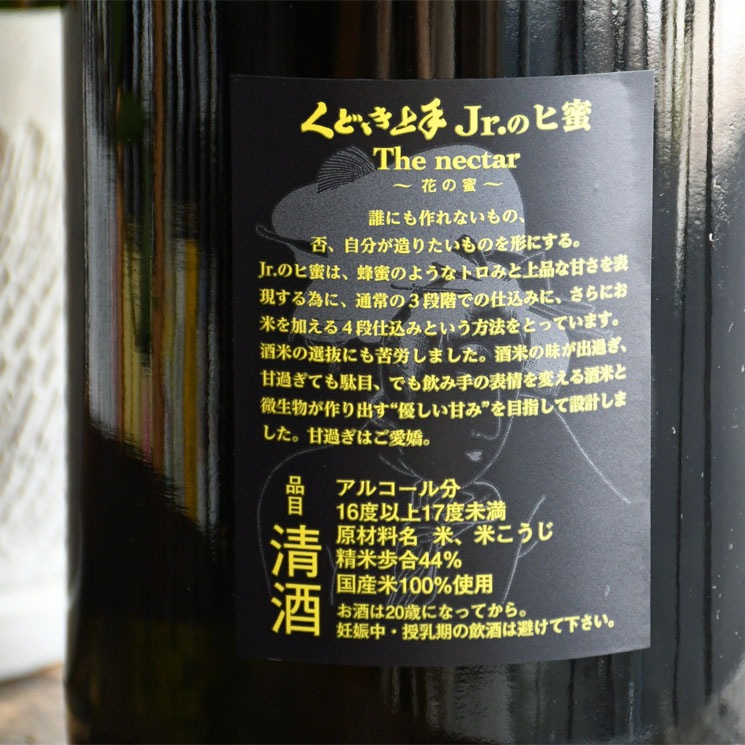 くどき上手 Jr.のヒ蜜
The nectar
～花の蜜～
誰にも作れないもの、
否、自分が造りたいものを形にする。
Jr.のヒ蜜は、蜂蜜のようなトロみと上品な甘さを表
現する為に、通常の3段階での仕込みに、さらにお
米を加える4段仕込みという方法をとっています。
酒米の選抜にも苦労しました。酒米の味が出過ぎ、
甘過ぎても駄目、でも飲み手の表情を変える酒米と
微生物が作り出す“優しい甘み”を目指して設計しま
した。甘過ぎはご愛嬌。
品目
清酒
アルコール分
16度以上17度未満
原材料名 米、米こうじ
精米歩合44%
国産米100%使用
お酒は20歳になってから。
妊娠中・授乳期の飲酒は避けて下さい。